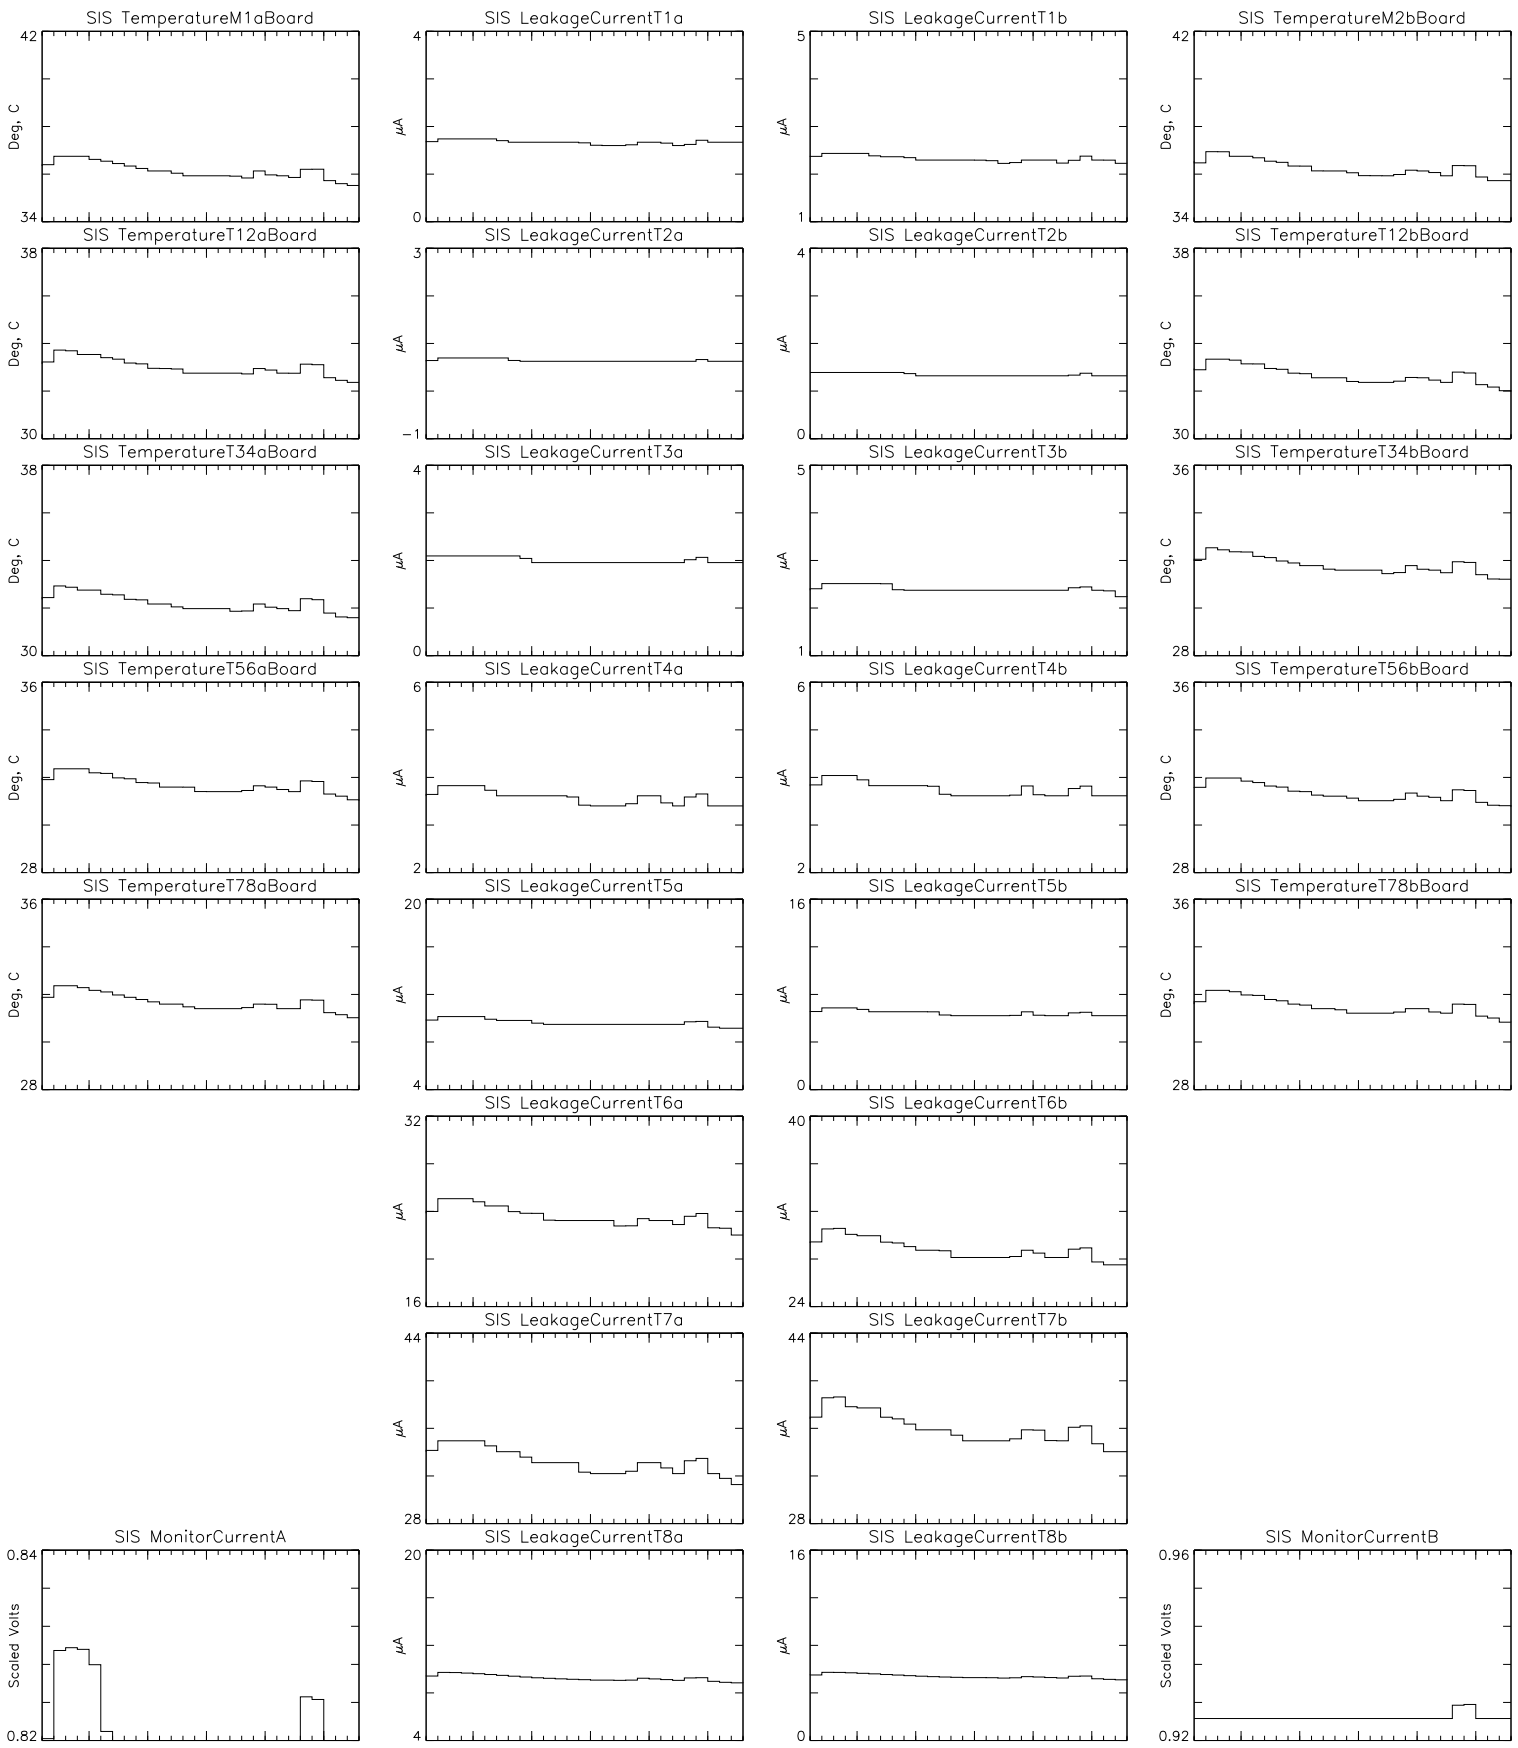 SIS TemperatureM1aBoard
42
Deg, C
34
SIS LeakageCurrentT1a
4
μA
0
SIS LeakageCurrentT1b
5
μA
1
SIS TemperatureM2bBoard
42
Deg, C
34
SIS TemperatureT12aBoard
38
Deg, C
30
SIS LeakageCurrentT2a
3
μA
-1
SIS LeakageCurrentT2b
4
μA
0
SIS TemperatureT12bBoard
38
Deg, C
30
SIS TemperatureT34aBoard
38
Deg, C
30
SIS LeakageCurrentT3a
4
μA
0
SIS LeakageCurrentT3b
5
μA
1
SIS TemperatureT34bBoard
36
Deg, C
28
SIS TemperatureT56aBoard
36
Deg, C
28
SIS LeakageCurrentT4a
6
μA
2
SIS LeakageCurrentT4b
6
μA
2
SIS TemperatureT56bBoard
36
Deg, C
28
SIS TemperatureT78aBoard
36
Deg, C
28
SIS LeakageCurrentT5a
20
μA
4
SIS LeakageCurrentT5b
16
μA
0
SIS TemperatureT78bBoard
36
Deg, C
28
SIS LeakageCurrentT6a
32
μA
16
SIS LeakageCurrentT6b
40
μA
24
SIS LeakageCurrentT7a
44
μA
28
SIS LeakageCurrentT7b
44
μA
28
SIS MonitorCurrentA
0.84
Scaled Volts
0.82
SIS LeakageCurrentT8a
20
μA
4
SIS LeakageCurrentT8b
16
μA
0
SIS MonitorCurrentB
0.96
Scaled Volts
0.92